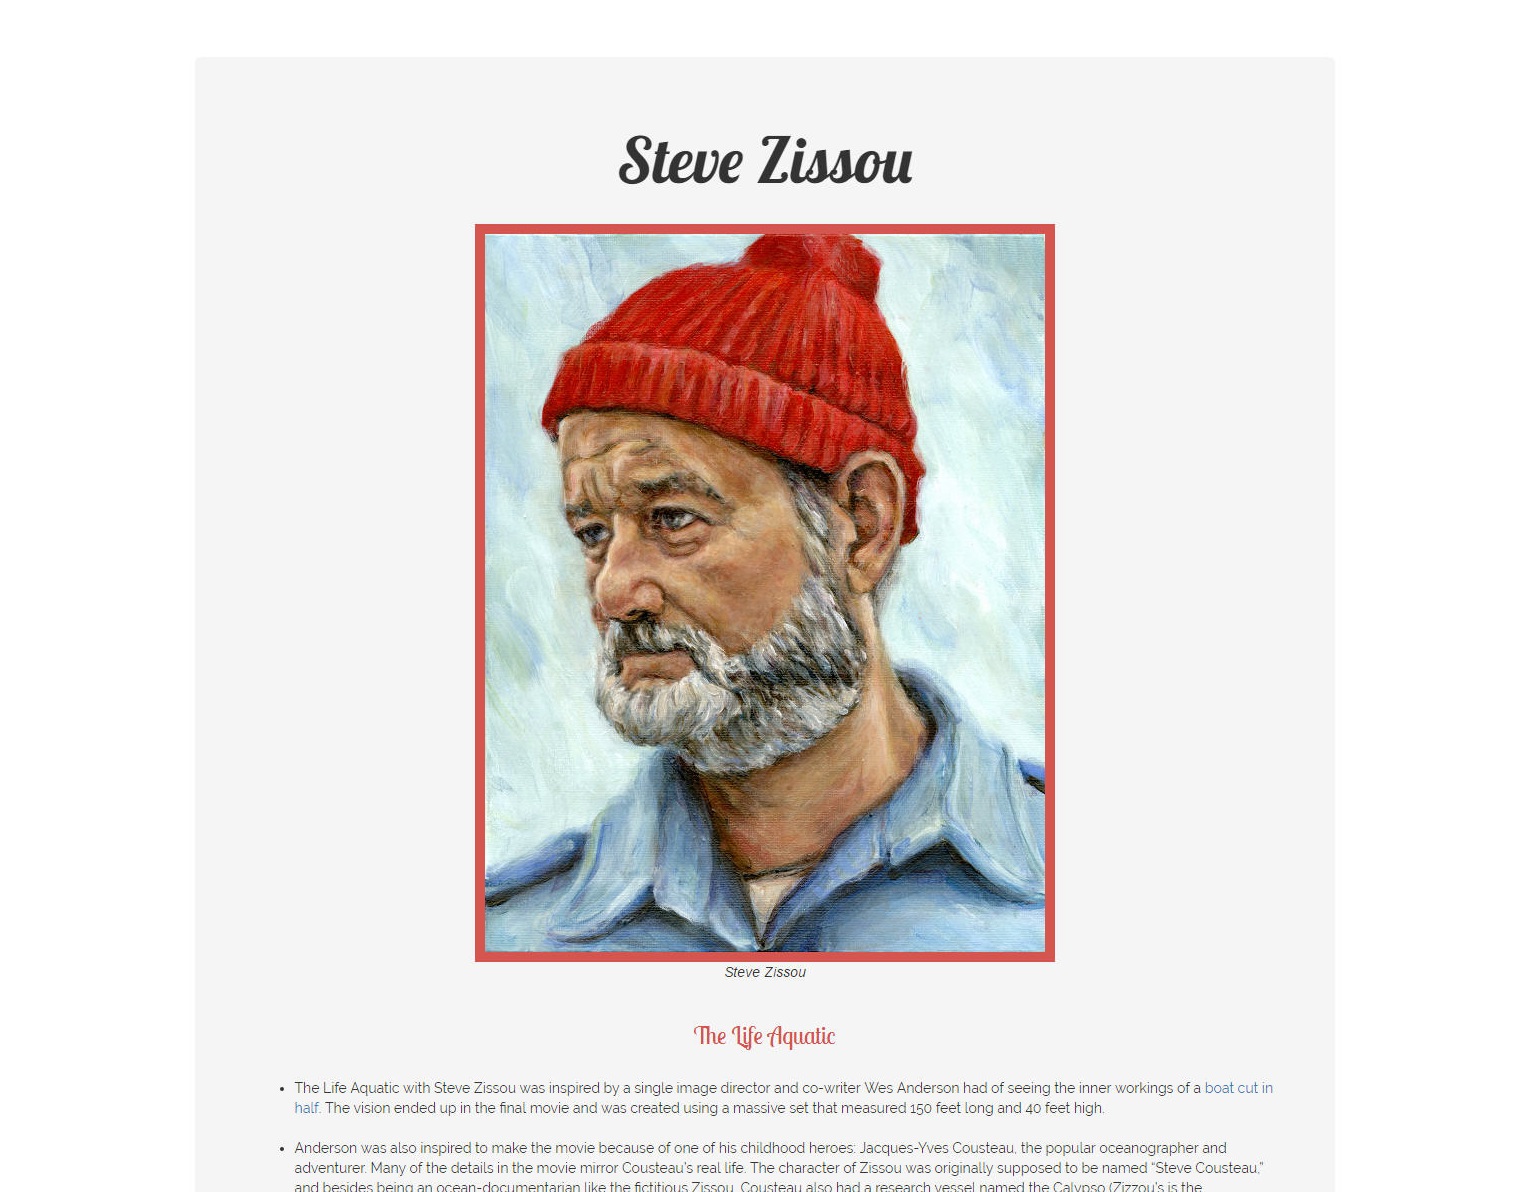 Steve Zissou
Steve Zissou
The Life Aquatic
• The Life Aquatic with Steve Zissou was inspired by a single image director and co-writer Wes Anderson had of seeing the inner workings of a boat cut in
half. The vision ended up in the final movie and was created using a massive set that measured 150 feet long and 40 feet high.
• Anderson was also inspired to make the movie because of one of his childhood heroes: Jacques-Yves Cousteau, the popular oceanographer and
adventurer. Many of the details in the movie mirror Cousteau's real life. The character of Zissou was originally supposed to be named “Steve Cousteau,”
and besides being an ocean-documentarian like the fictitious Zissou, Cousteau also had a research vessel named the Calypso (Zizzou's is the